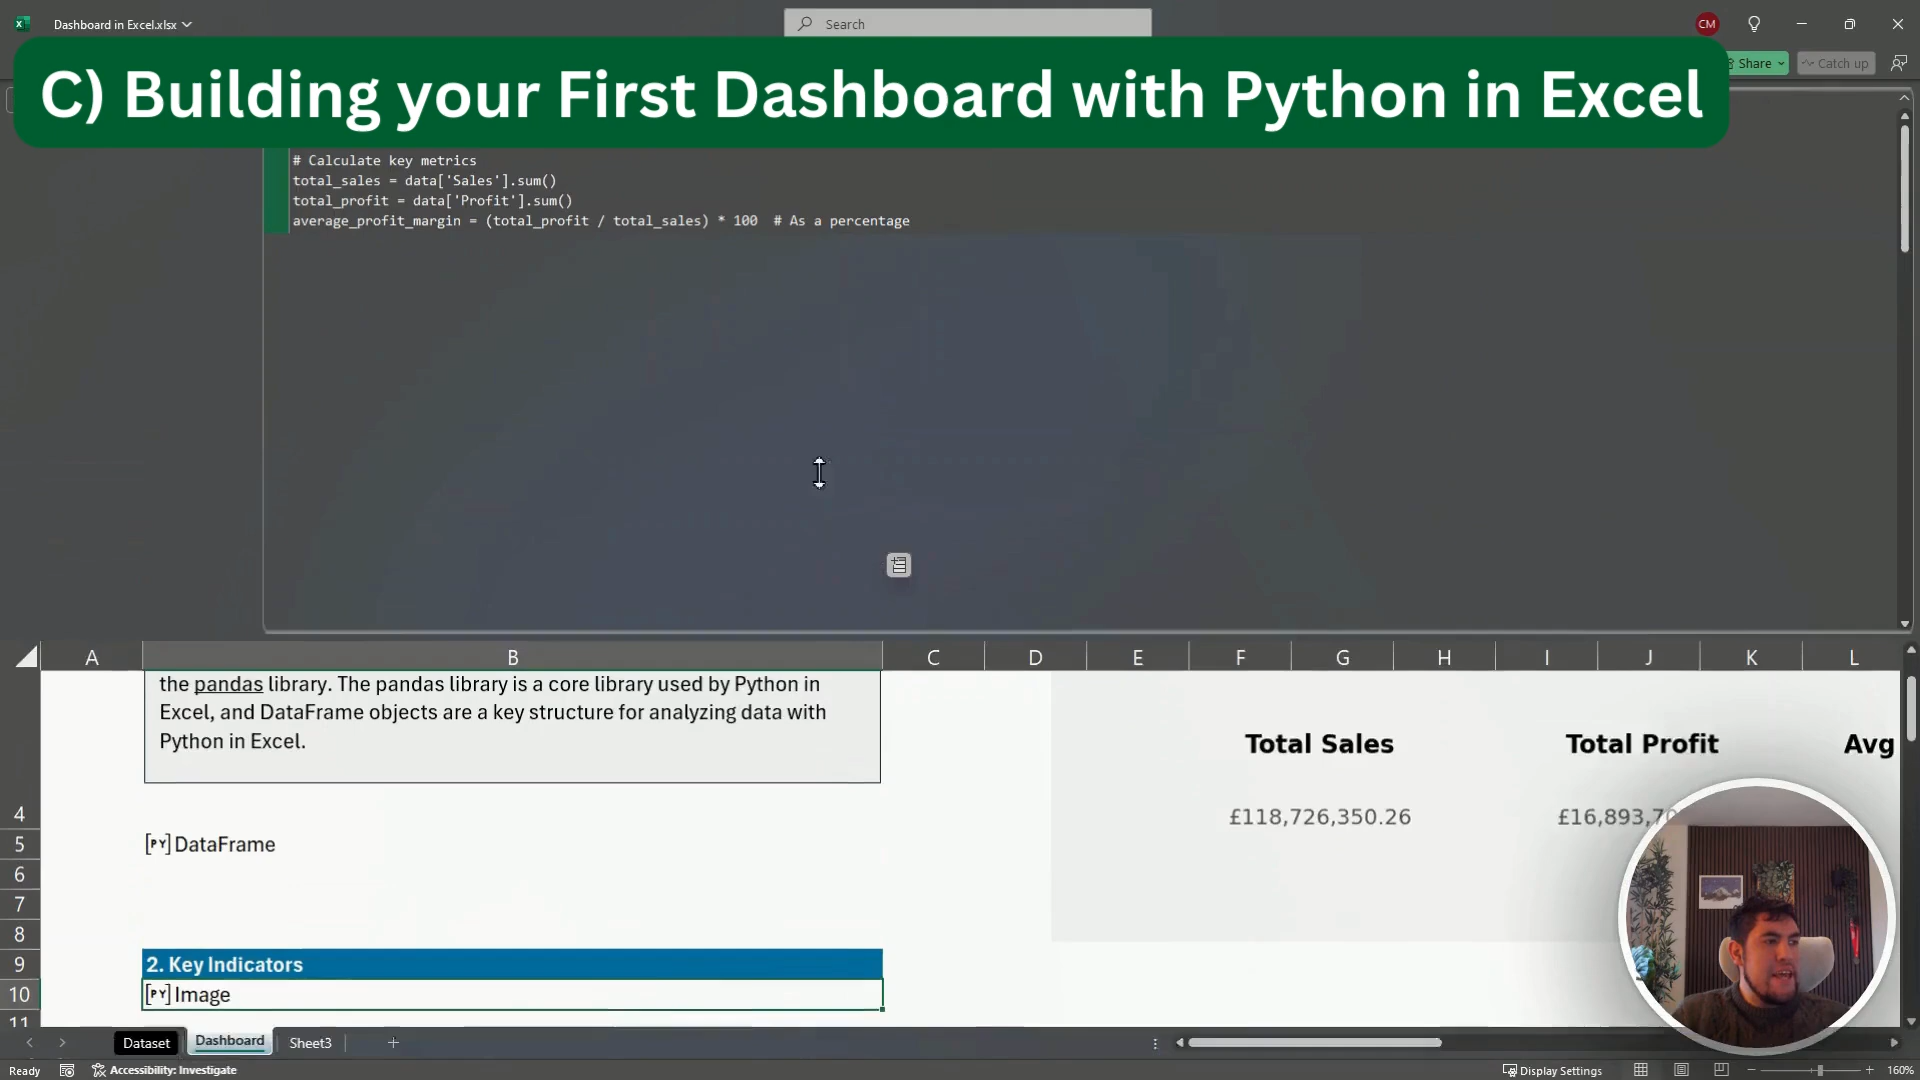 Dashboard in Excel.xlsx
Search
CM
C) Building your First Dashboard with Python in Excel
Share
Catch up
# Calculate key metrics
total_sales = data['Sales'].sum()
total_profit = data['Profit'].sum()
average_profit_margin = (total_profit / total_sales) * 100  # As a percentage
A B C D E F G H I J K L
the pandas library. The pandas library is a core library used by Python in
Excel, and DataFrame objects are a key structure for analyzing data with
Python in Excel.
Total Sales Total Profit Avg
£118,726,350.26 £16,893,70
4
5 [PY] DataFrame
6
7
8
9 2. Key Indicators
10 [PY] Image
11
Dataset Dashboard Sheet3
Ready Accessibility: Investigate Display Settings 160%